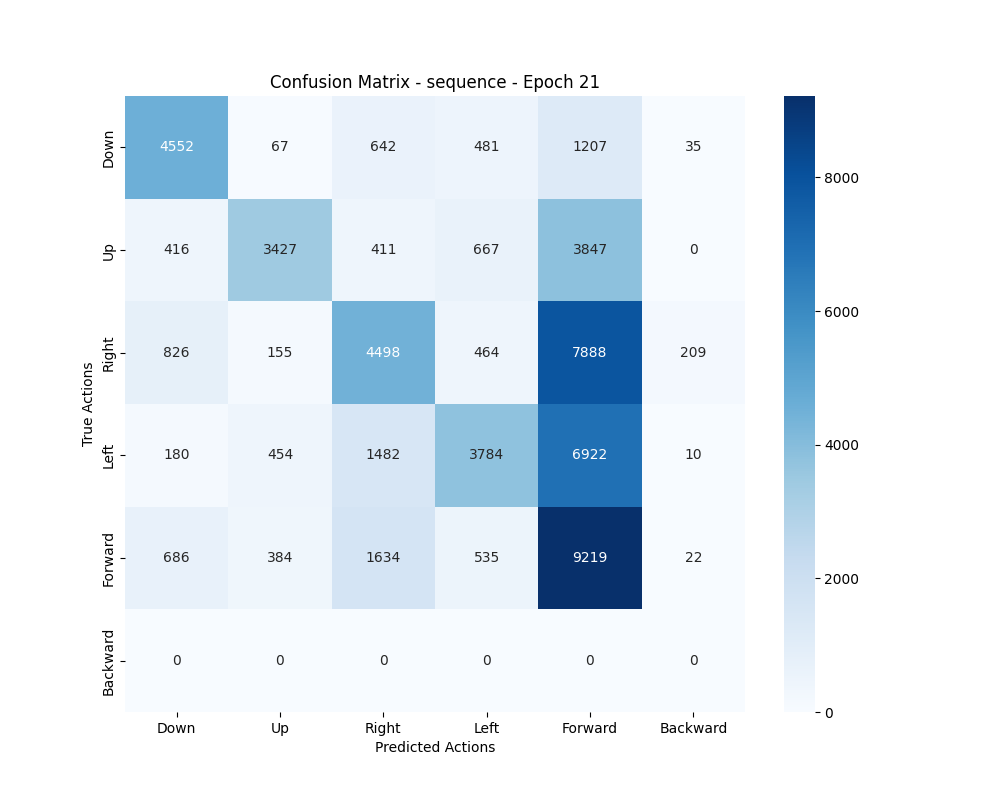 Confusion Matrix - sequence - Epoch 21
True Actions
Down 4552 67 642 481 1207 35
Up 416 3427 411 667 3847 0
Right 826 155 4498 464 7888 209
Left 180 454 1482 3784 6922 10
Forward 686 384 1634 535 9219 22
Backward 0 0 0 0 0 0
Down Up Right Left Forward Backward
Predicted Actions
8000
6000
4000
2000
0